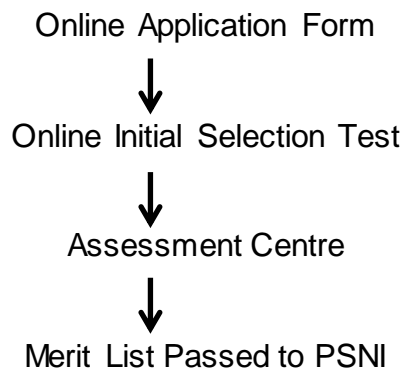 Online Application Form
Online Initial Selection Test
Assessment Centre
Merit List Passed to PSNI